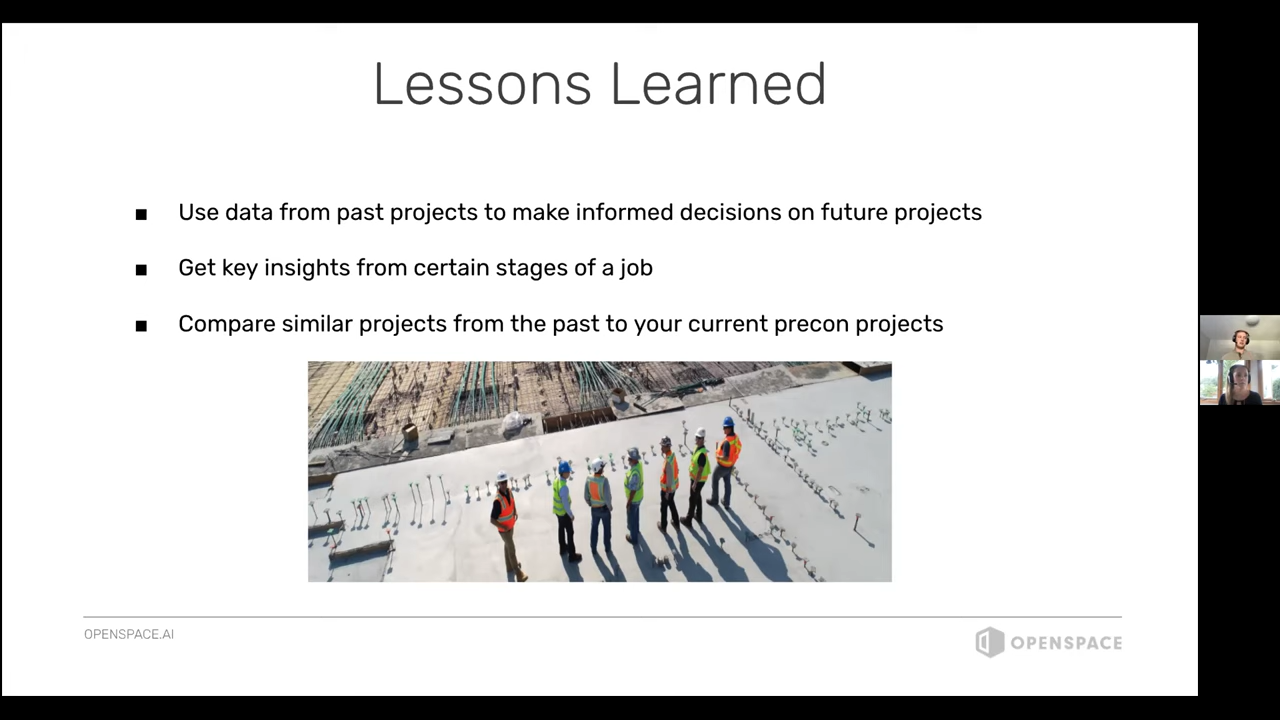 Lessons Learned
■ Use data from past projects to make informed decisions on future projects
■ Get key insights from certain stages of a job
■ Compare similar projects from the past to your current precon projects
OPENSPACE.AI
OPENSPACE